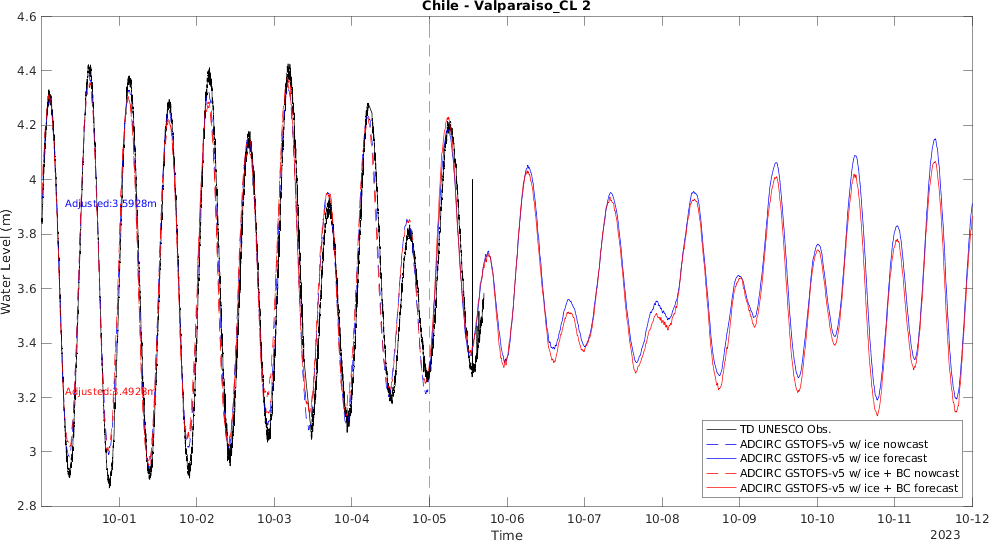 Chile - Valparaiso_CL 2
4.6
4.4
4.2
4
3.8
3.6
3.4
3.2
3
2.8
Water Level (m)
Adjusted:3.5928m
Adjusted:3.4928m
TD UNESCO Obs.
ADCIRC GSTOFS-v5 w/ ice nowcast
ADCIRC GSTOFS-v5 w/ ice forecast
ADCIRC GSTOFS-v5 w/ ice + BC nowcast
ADCIRC GSTOFS-v5 w/ ice + BC forecast
10-01 10-02 10-03 10-04 10-05 10-06 10-07 10-08 10-09 10-10 10-11 10-12
Time
2023